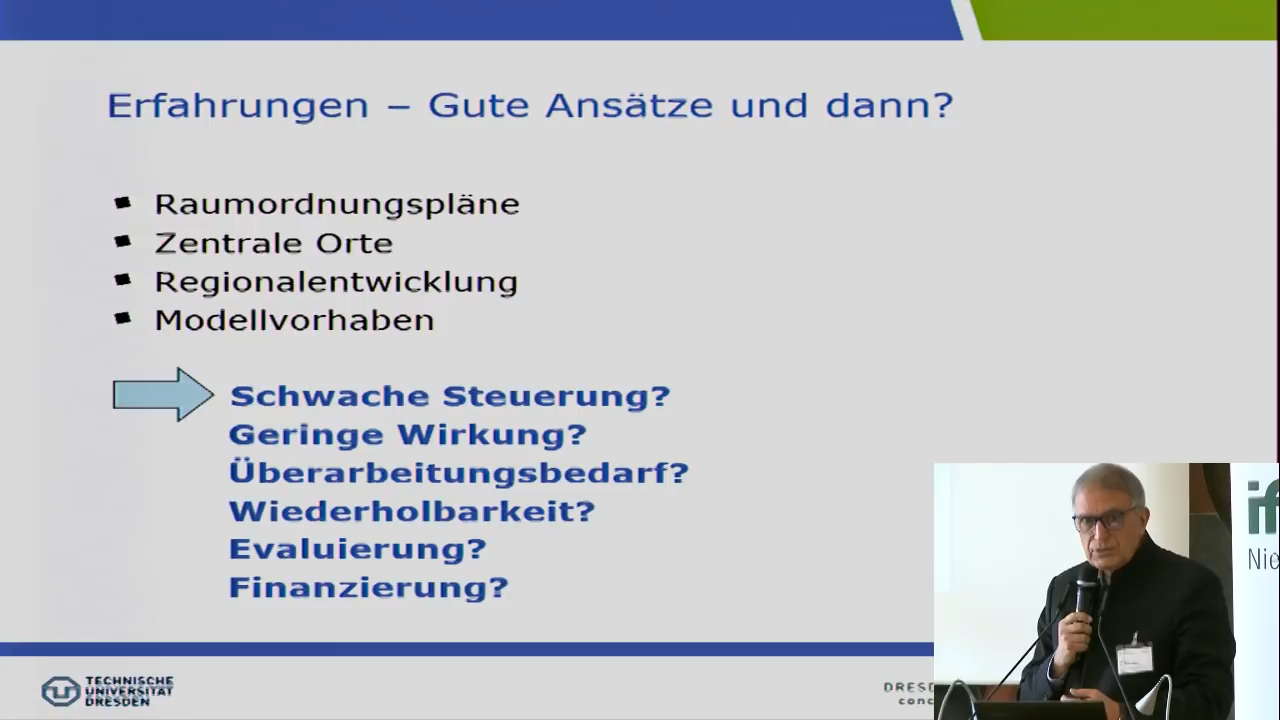 Erfahrungen – Gute Ansätze und dann?
Raumordnungspläne
Zentrale Orte
Regionalentwicklung
Modellvorhaben
Schwache Steuerung?
Geringe Wirkung?
Überarbeitungsbedarf?
Wiederholbarkeit?
Evaluierung?
Finanzierung?
TECHNISCHE
UNIVERSITÄT
DRESDEN